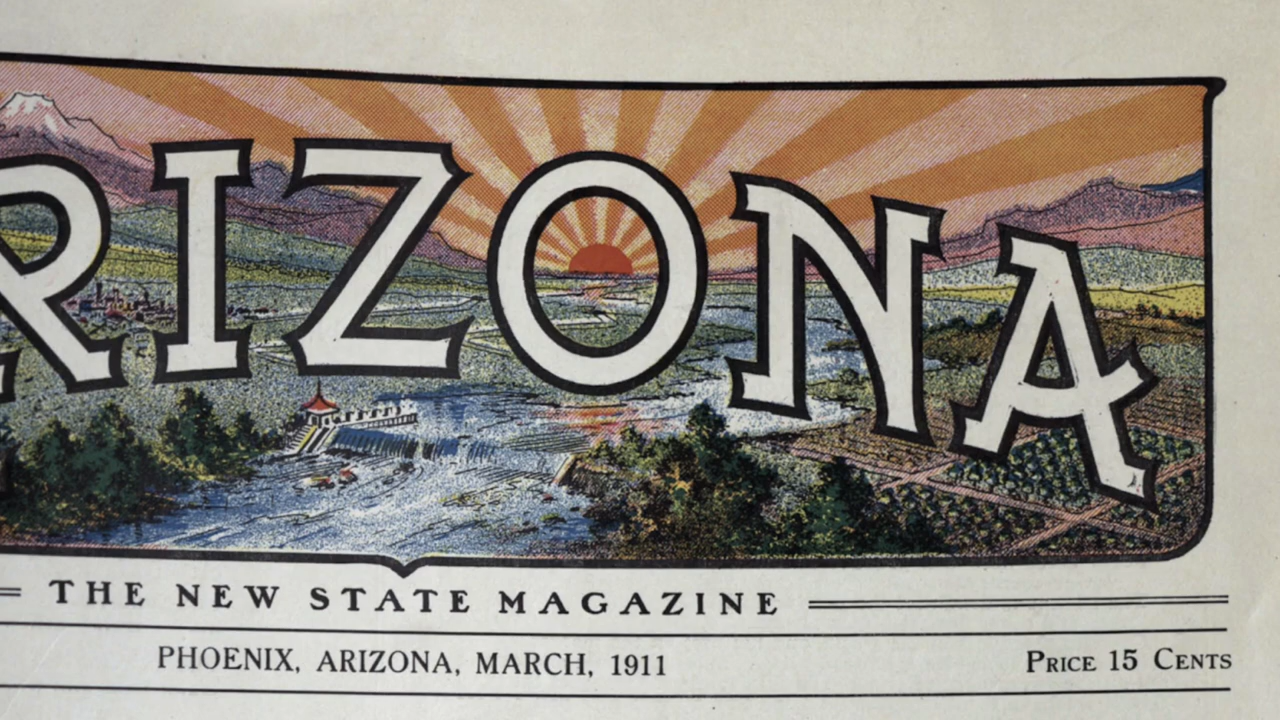 RIZONA
THE NEW STATE MAGAZINE
PHOENIX, ARIZONA, MARCH, 1911
PRICE 15 CENTS